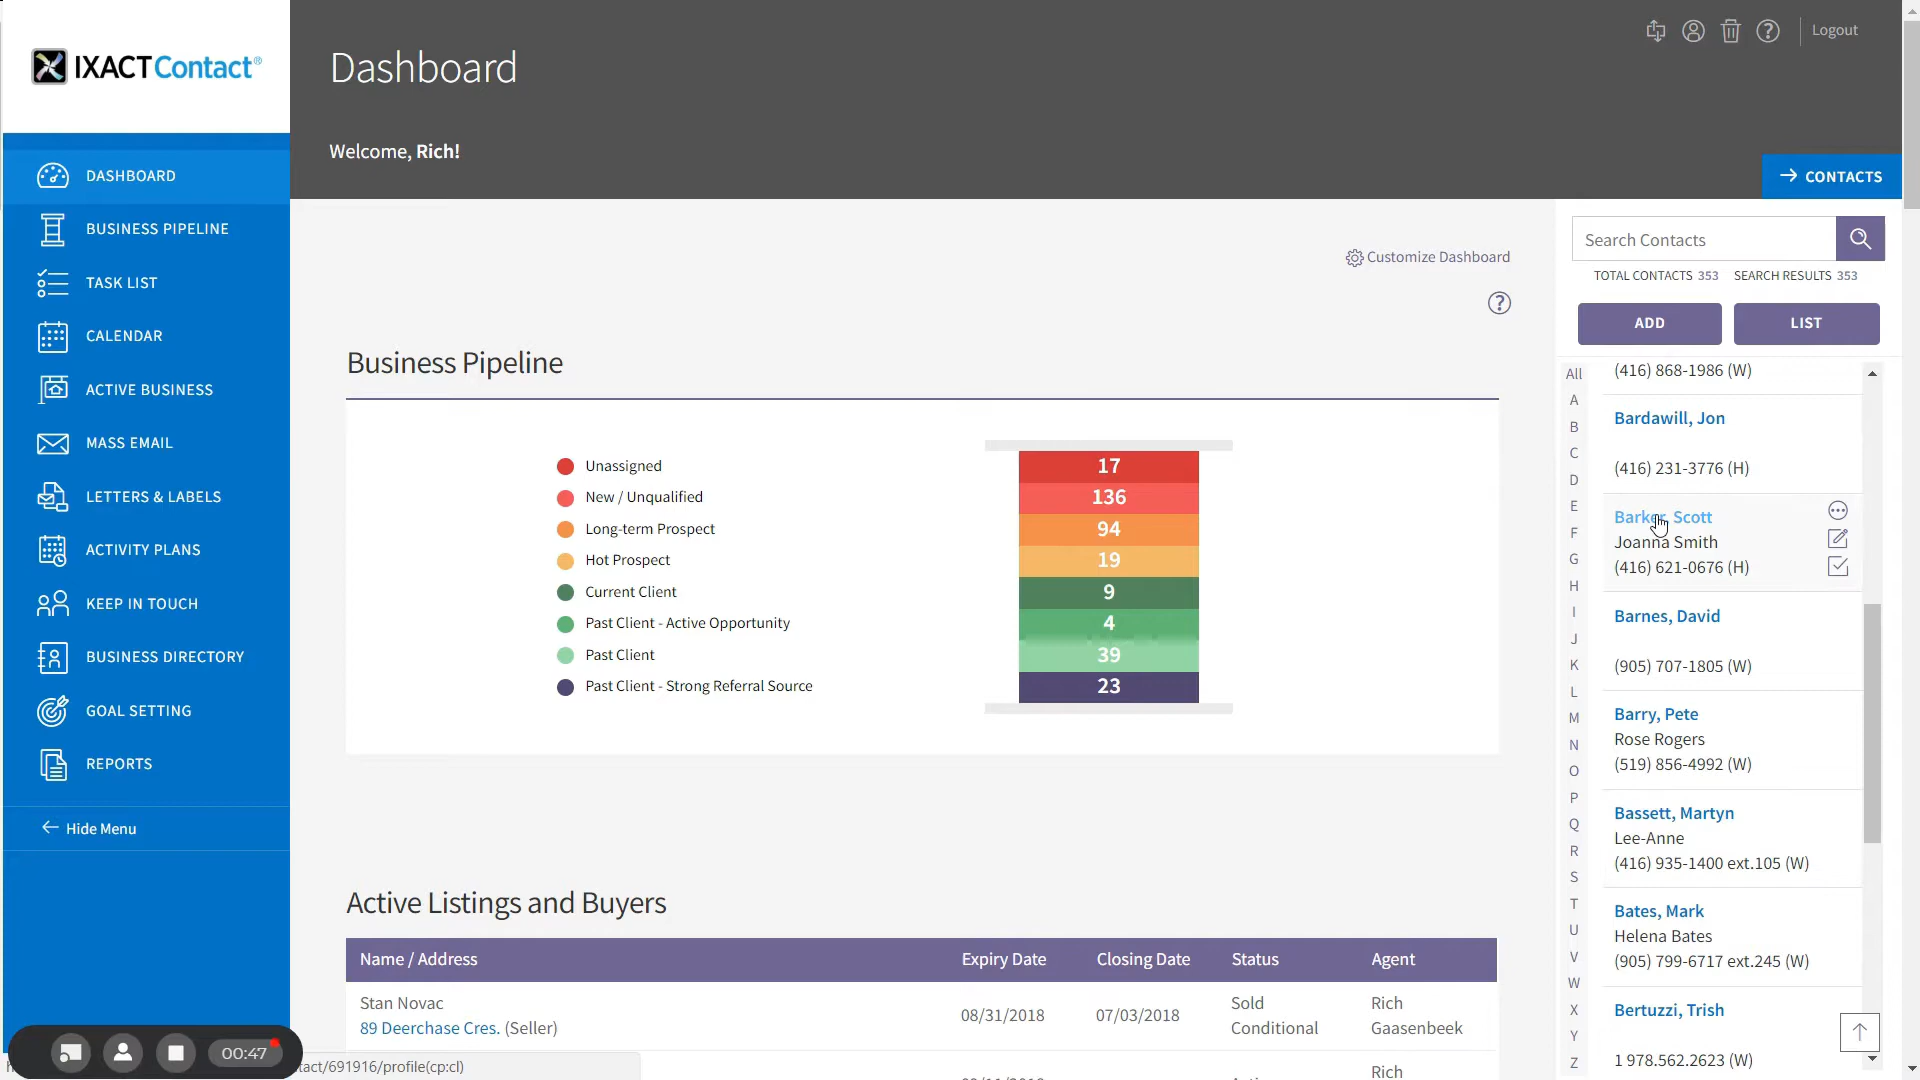 IXACTContact®
Dashboard
Logout
Welcome, Rich!
→ CONTACTS
DASHBOARD
BUSINESS PIPELINE
TASK LIST
CALENDAR
ACTIVE BUSINESS
MASS EMAIL
LETTERS & LABELS
ACTIVITY PLANS
KEEP IN TOUCH
BUSINESS DIRECTORY
GOAL SETTING
REPORTS
← Hide Menu
Customize Dashboard
?
Business Pipeline
Unassigned 17
New / Unqualified 136
Long-term Prospect 94
Hot Prospect 19
Current Client 9
Past Client - Active Opportunity 4
Past Client 39
Past Client - Strong Referral Source 23
Active Listings and Buyers
Name / Address Expiry Date Closing Date Status Agent
Stan Novac
89 Deerchase Cres. (Seller)
08/31/2018
07/03/2018
Sold
Conditional
Rich
Gaasenbeek
Rich
Search Contacts
TOTAL CONTACTS 353 SEARCH RESULTS 353
ADD LIST
All
A
B
C
D
E
F
G
H
I
J
K
L
M
N
O
P
Q
R
S
T
U
V
W
X
Y
Z
(416) 868-1986 (W)
Bardawill, Jon
(416) 231-3776 (H)
Barker, Scott
Joanna Smith
(416) 621-0676 (H)
Barnes, David
(905) 707-1805 (W)
Barry, Pete
Rose Rogers
(519) 856-4992 (W)
Bassett, Martyn
Lee-Anne
(416) 935-1400 ext.105 (W)
Bates, Mark
Helena Bates
(905) 799-6717 ext.245 (W)
Bertuzzi, Trish
1 978.562.2623 (W)
00:47
tact/691916/profile(cp:cl)